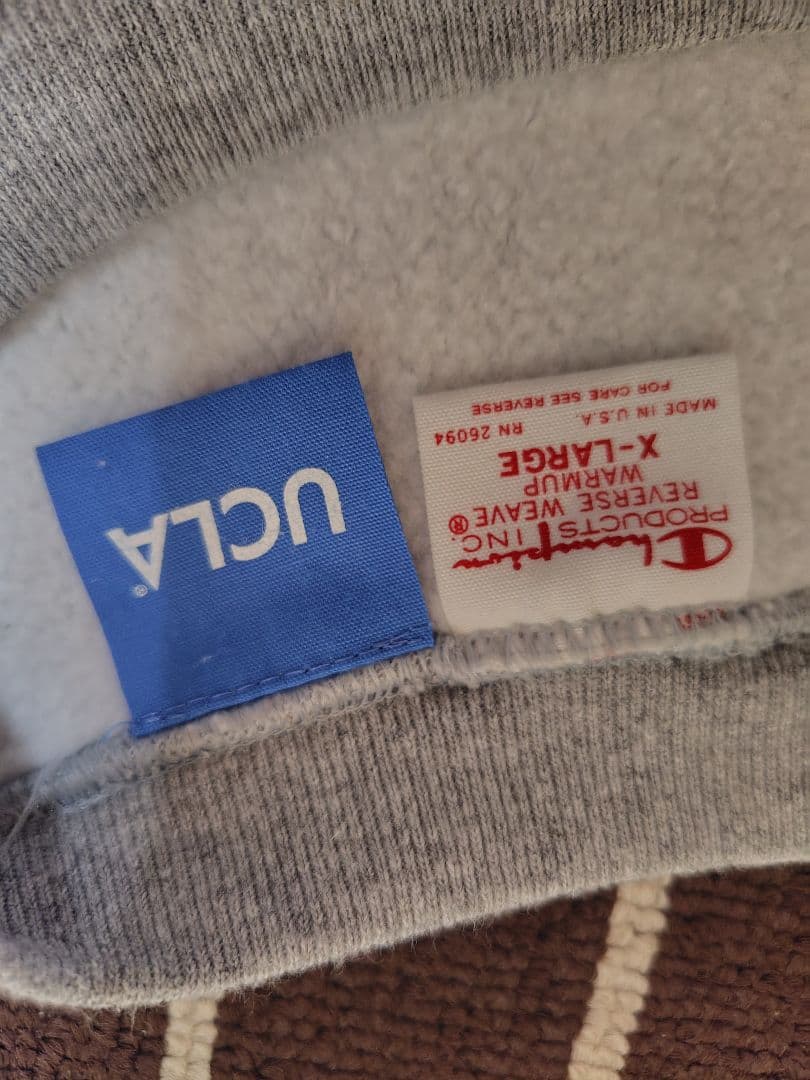 UCLA®
Champion
PRODUCTS INC.
REVERSE WEAVE®
WARMUP
X-LARGE
MADE IN U.S.A. RN 26094
FOR CARE SEE REVERSE